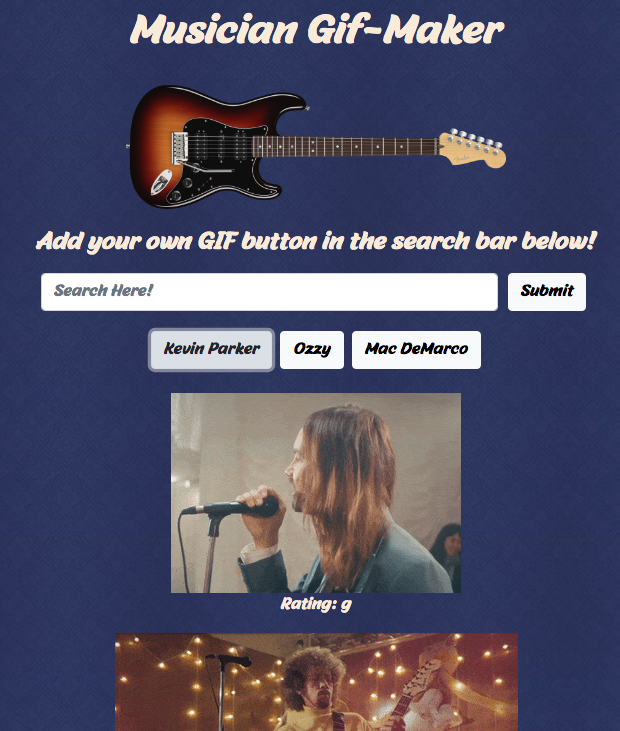 Musician Gif-Maker
Add your own GIF button in the search bar below!
Search Here!
Submit
Kevin Parker
Ozzy
Mac DeMarco
Rating: g